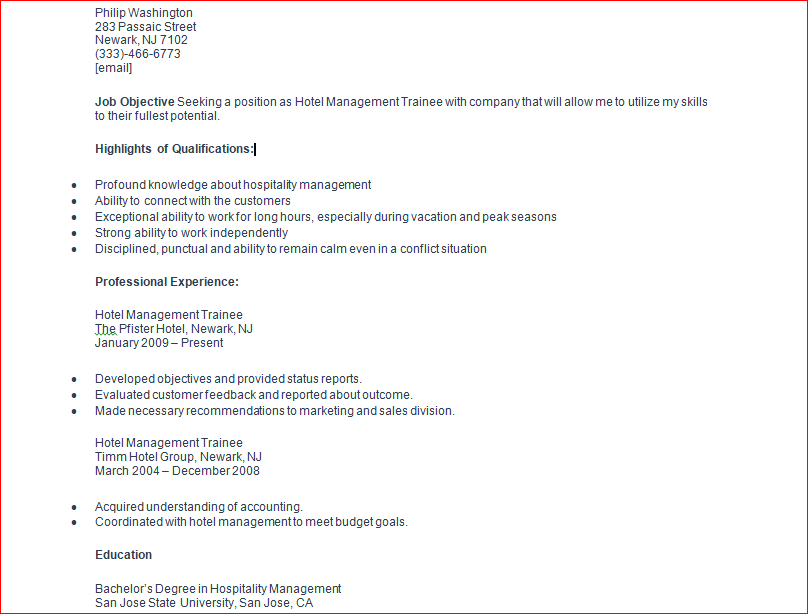 Philip Washington
283 Passaic Street
Newark, NJ 7102
(333)-466-6773
[email]
Job Objective Seeking a position as Hotel Management Trainee with company that will allow me to utilize my skills
to their fullest potential.
Highlights of Qualifications:
• Profound knowledge about hospitality management
• Ability to connect with the customers
• Exceptional ability to work for long hours, especially during vacation and peak seasons
• Strong ability to work independently
• Disciplined, punctual and ability to remain calm even in a conflict situation
Professional Experience:
Hotel Management Trainee
The Pfister Hotel, Newark, NJ
January 2009 – Present
• Developed objectives and provided status reports.
• Evaluated customer feedback and reported about outcome.
• Made necessary recommendations to marketing and sales division.
Hotel Management Trainee
Timm Hotel Group, Newark, NJ
March 2004 – December 2008
• Acquired understanding of accounting.
• Coordinated with hotel management to meet budget goals.
Education
Bachelor's Degree in Hospitality Management
San Jose State University, San Jose, CA